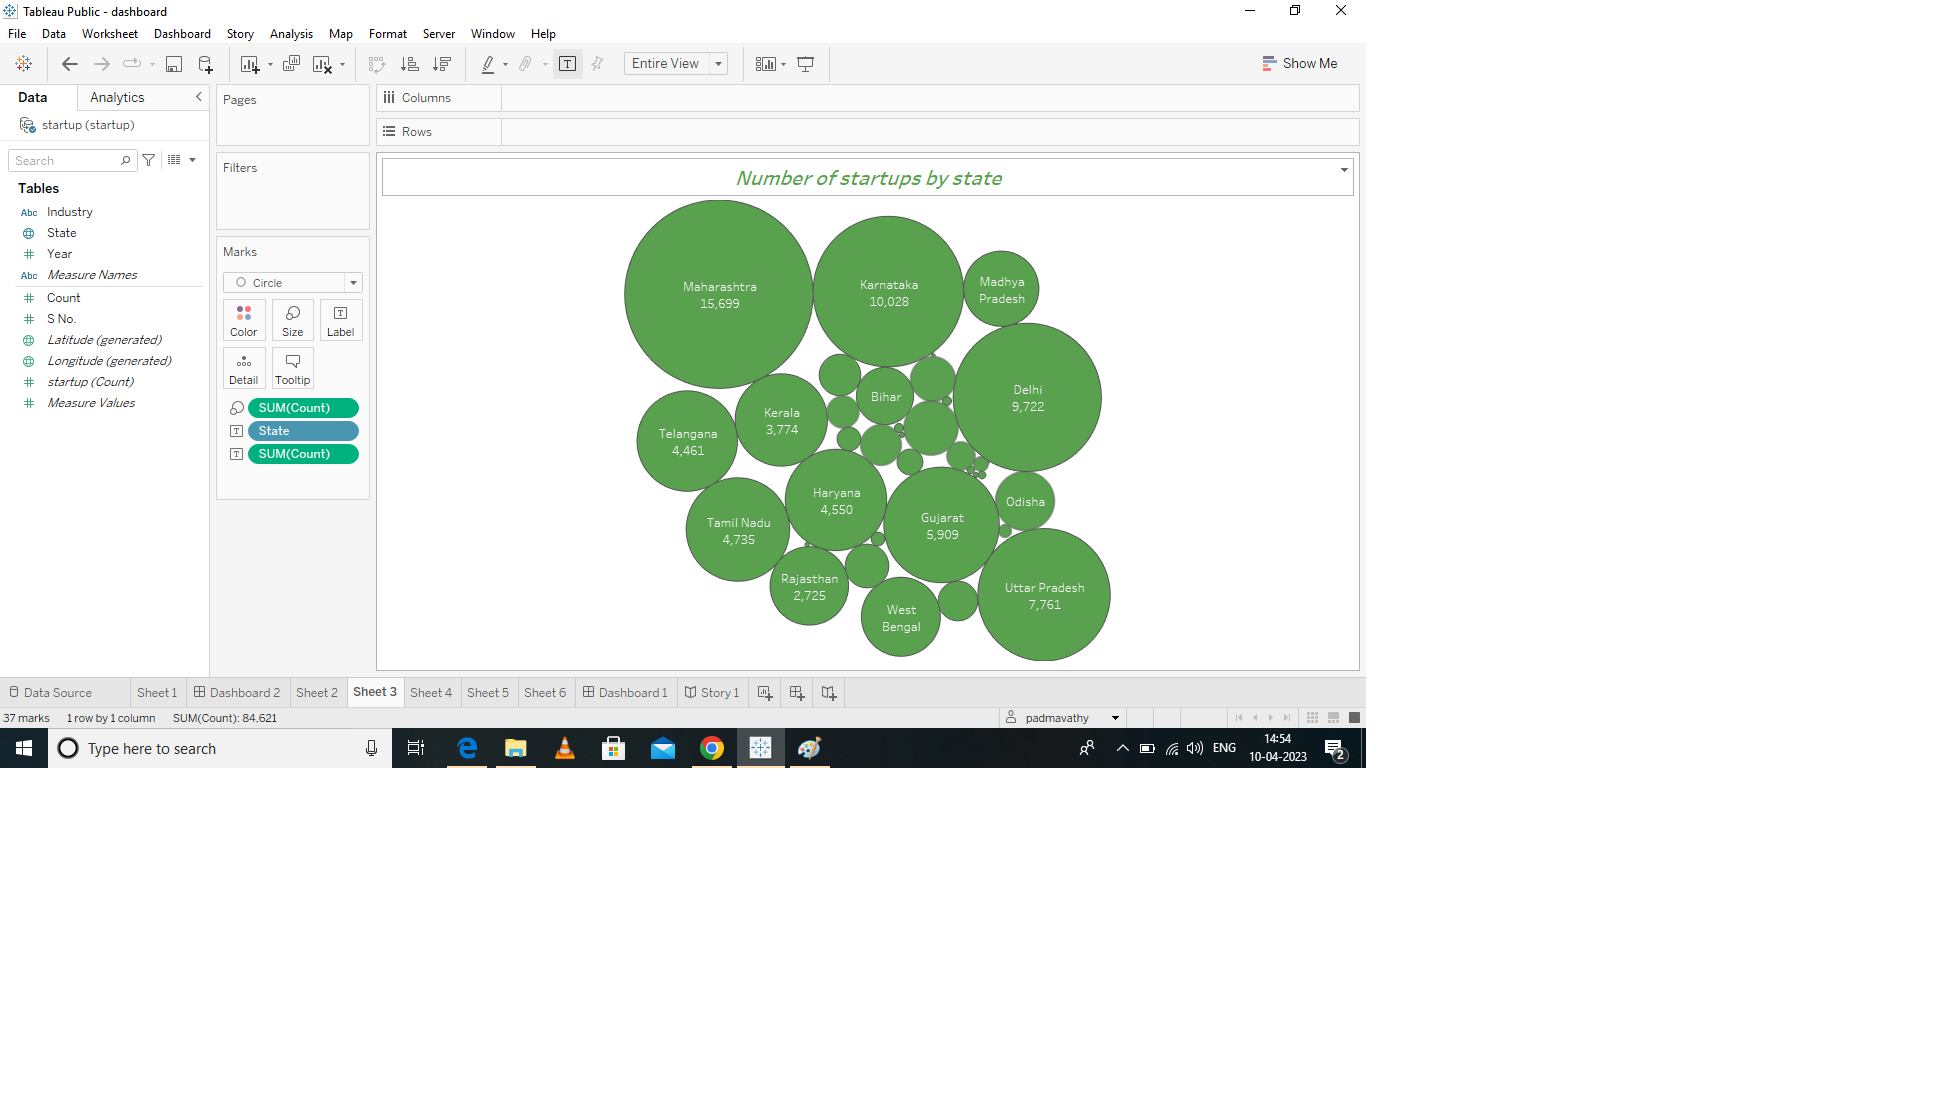 Tableau Public - dashboard
File Data Worksheet Dashboard Story Analysis Map Format Server Window Help
Entire View
Show Me
Data Analytics
startup (startup)
Search
Tables
Abc Industry
State
Year
Abc Measure Names
Count
S No.
Latitude (generated)
Longitude (generated)
startup (Count)
Measure Values
Pages
Filters
Marks
Circle
Color Size Label
Detail Tooltip
SUM(Count)
State
SUM(Count)
Columns
Rows
Number of startups by state
Maharashtra
15,699
Karnataka
10,028
Madhya
Pradesh
Delhi
9,722
Bihar
Kerala
3,774
Telangana
4,461
Haryana
4,550
Odisha
Gujarat
5,909
Tamil Nadu
4,735
Rajasthan
2,725
Uttar Pradesh
7,761
West
Bengal
Data Source Sheet 1 Dashboard 2 Sheet 2 Sheet 3 Sheet 4 Sheet 5 Sheet 6 Dashboard 1 Story 1
37 marks 1 row by 1 column SUM(Count): 84,621
padmavathy
Type here to search
ENG
14:54
10-04-2023
2